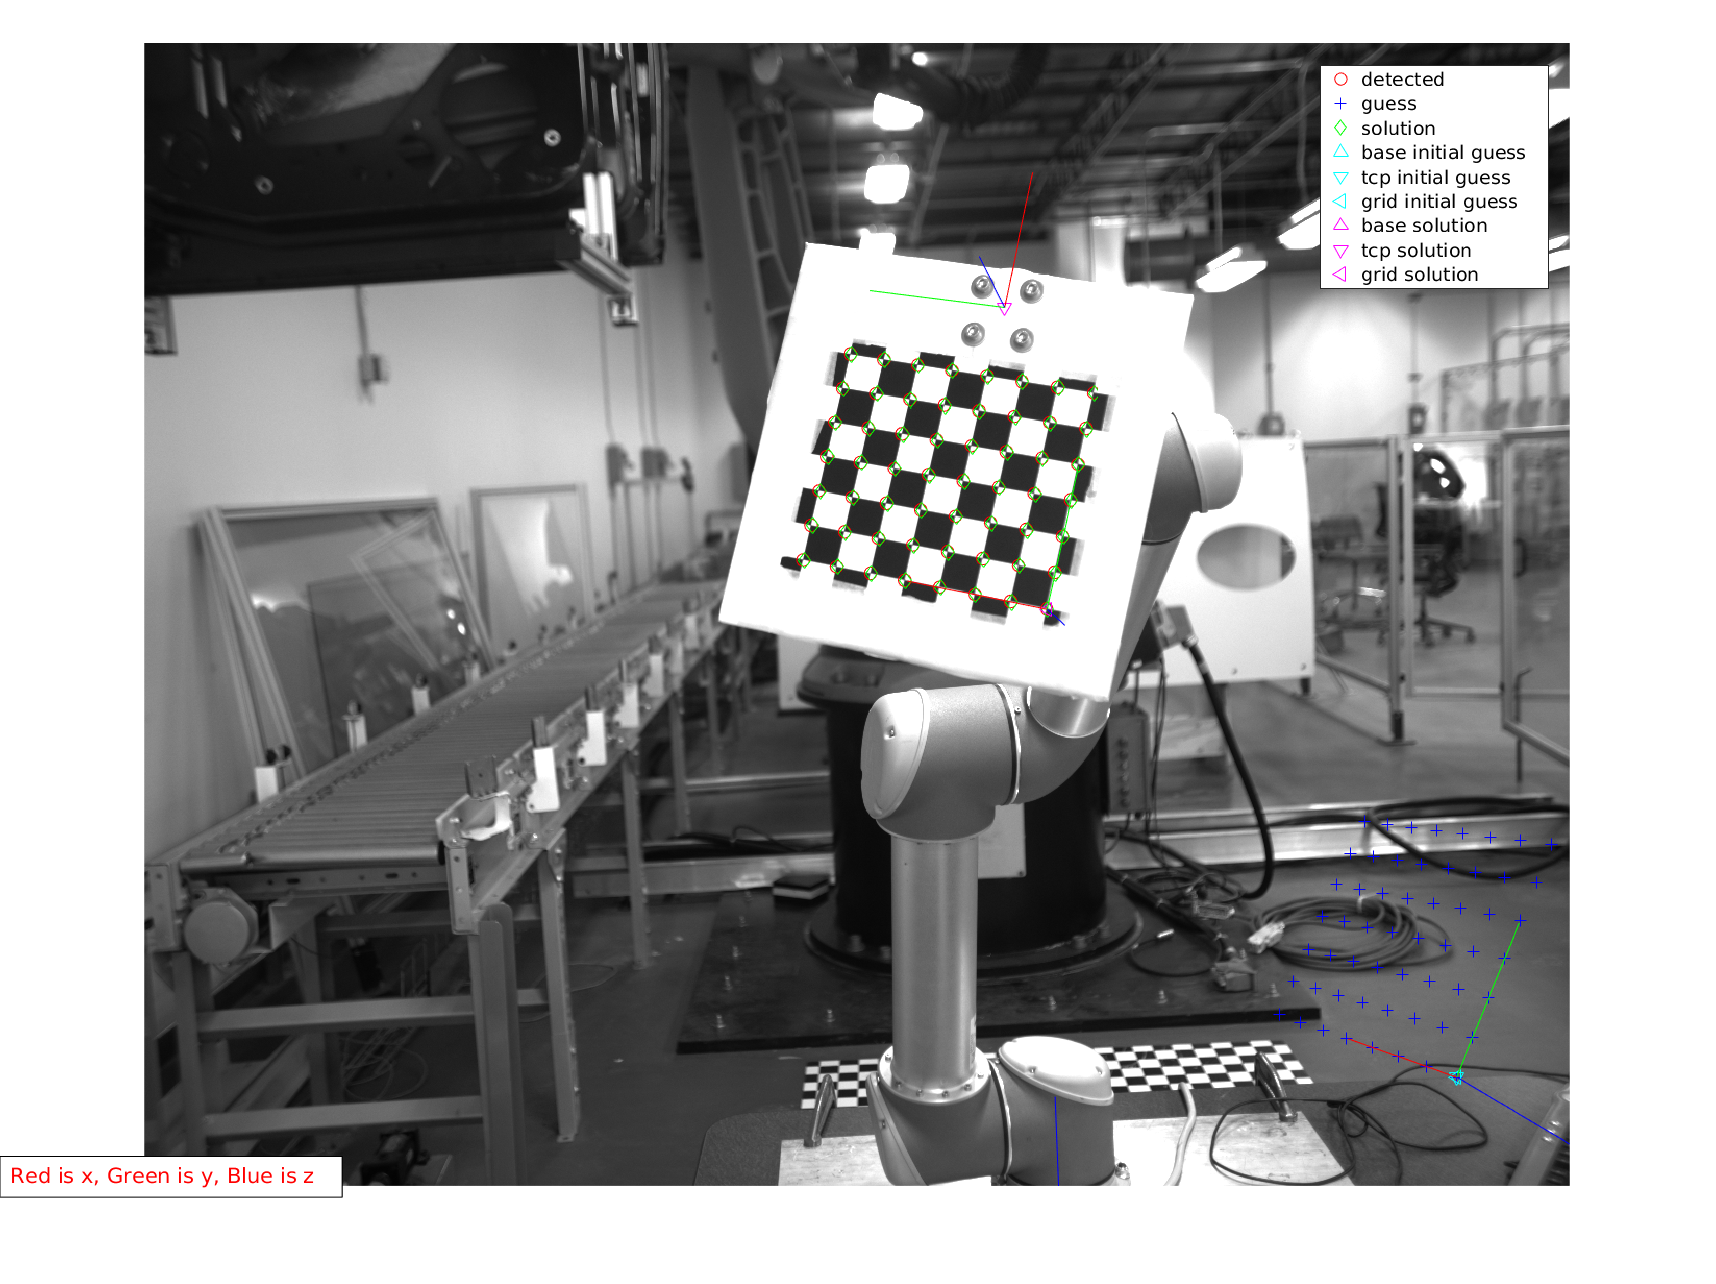 detected
guess
solution
base initial guess
tcp initial guess
grid initial guess
base solution
tcp solution
grid solution
Red is x, Green is y, Blue is z